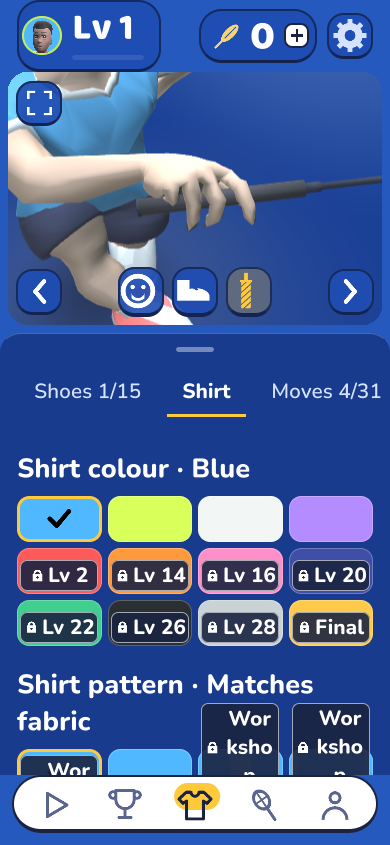 Lv 1
0
Shoes 1/15
Shirt
Moves 4/31
Shirt colour · Blue
Lv 2
Lv 14
Lv 16
Lv 20
Lv 22
Lv 26
Lv 28
Final
Shirt pattern · Matches
fabric
Wor
Wor
ksho
p
Wor
ksho
p